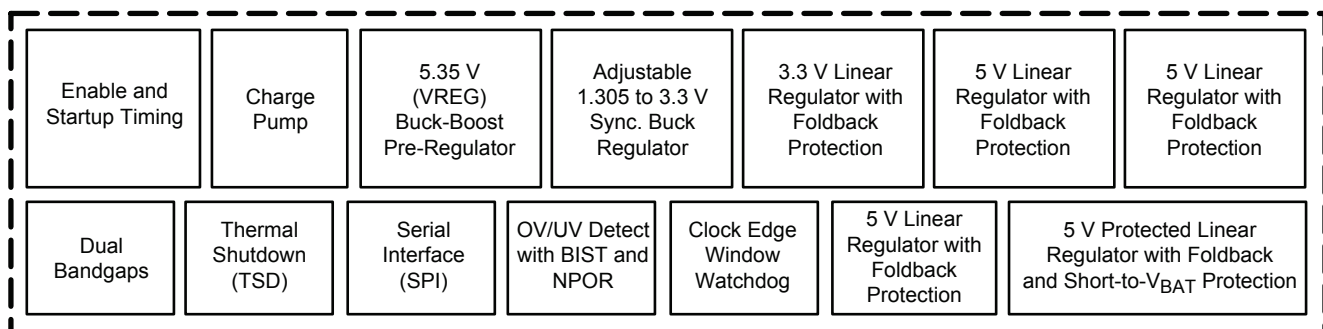 Enable and
Startup Timing
Charge
Pump
5.35 V
(VREG)
Buck-Boost
Pre-Regulator
Adjustable
1.305 to 3.3 V
Sync. Buck
Regulator
3.3 V Linear
Regulator with
Foldback
Protection
5 V Linear
Regulator with
Foldback
Protection
5 V Linear
Regulator with
Foldback
Protection
Dual
Bandgaps
Thermal
Shutdown
(TSD)
Serial
Interface
(SPI)
OV/UV Detect
with BIST and
NPOR
Clock Edge
Window
Watchdog
5 V Linear
Regulator with
Foldback
Protection
5 V Protected Linear
Regulator with Foldback
and Short-to-VBAT Protection